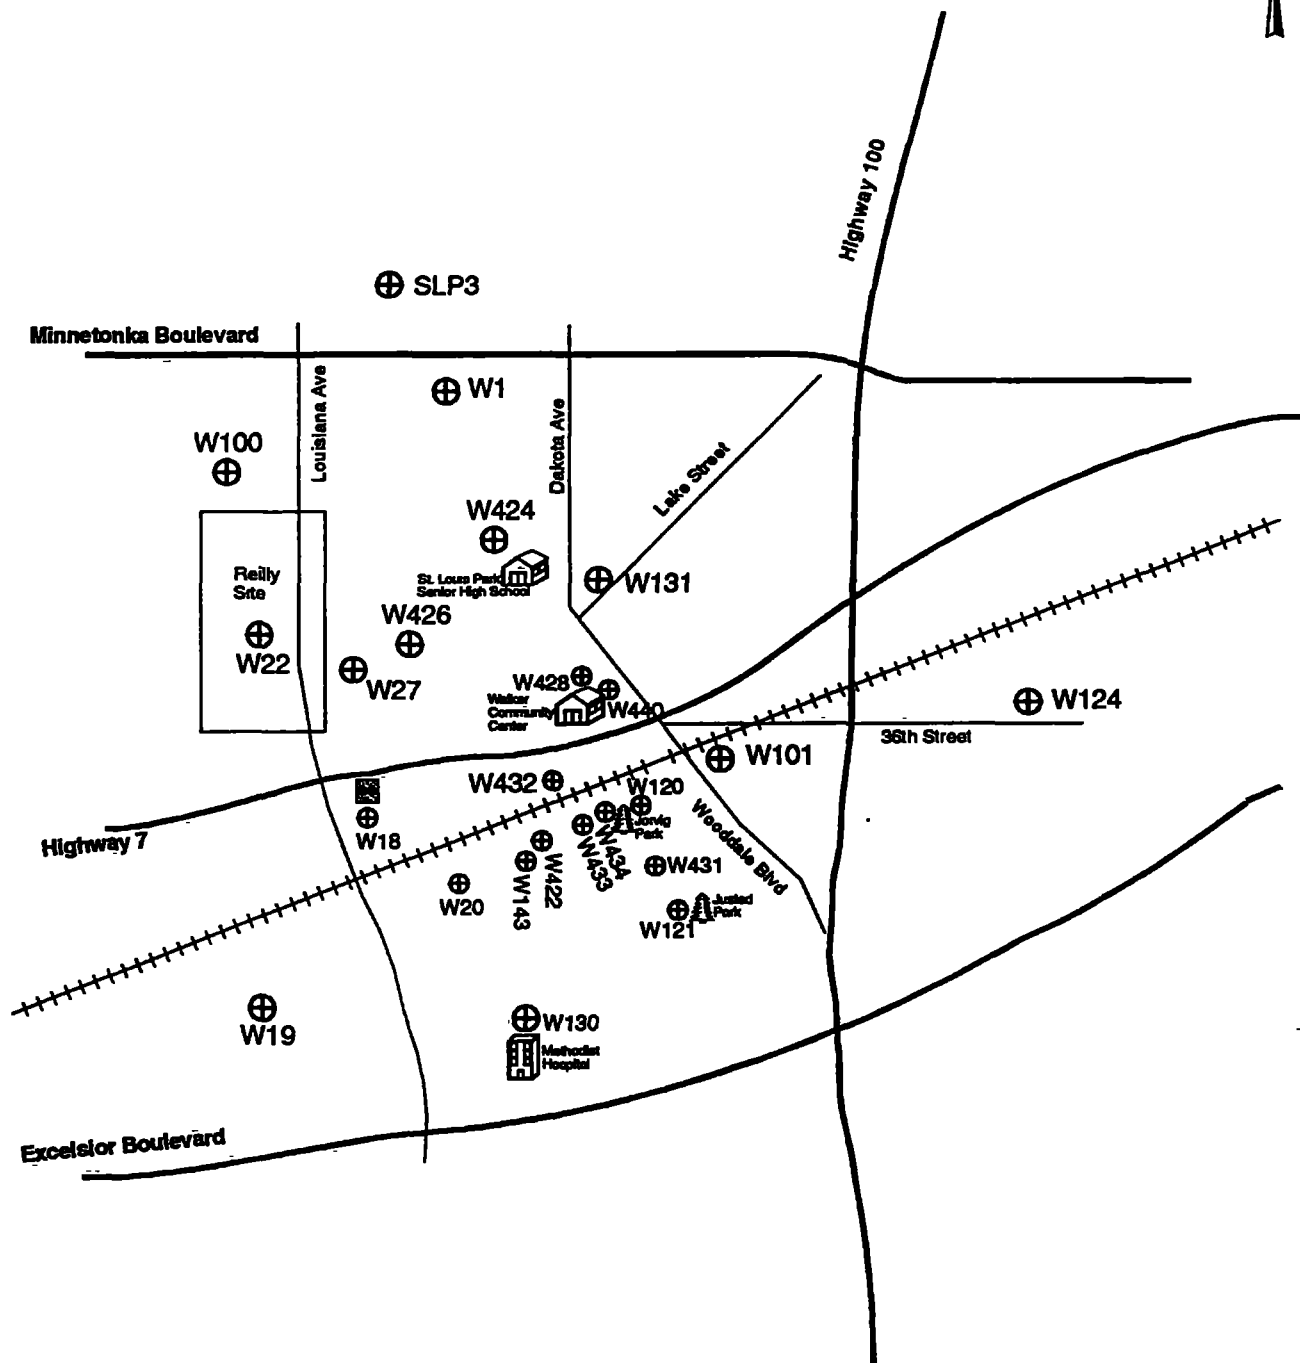 Highway 100
SLP3
Minnetonka Boulevard
Louisiana Ave
W1
Dakota Ave
W100
Lake Street
W424
Reilly
Site
St. Louis Park
Senior High School
W131
W426
W22
W27
W428
Walker
Community
Center
W440
W124
36th Street
W101
W432
W120
Jorvig
Park
Wooddale Blvd
Highway 7
W18
W434
W433
W422
W143
W431
W20
Justed
Park
W121
W19
W130
Methodist
Hospital
Excelsior Boulevard